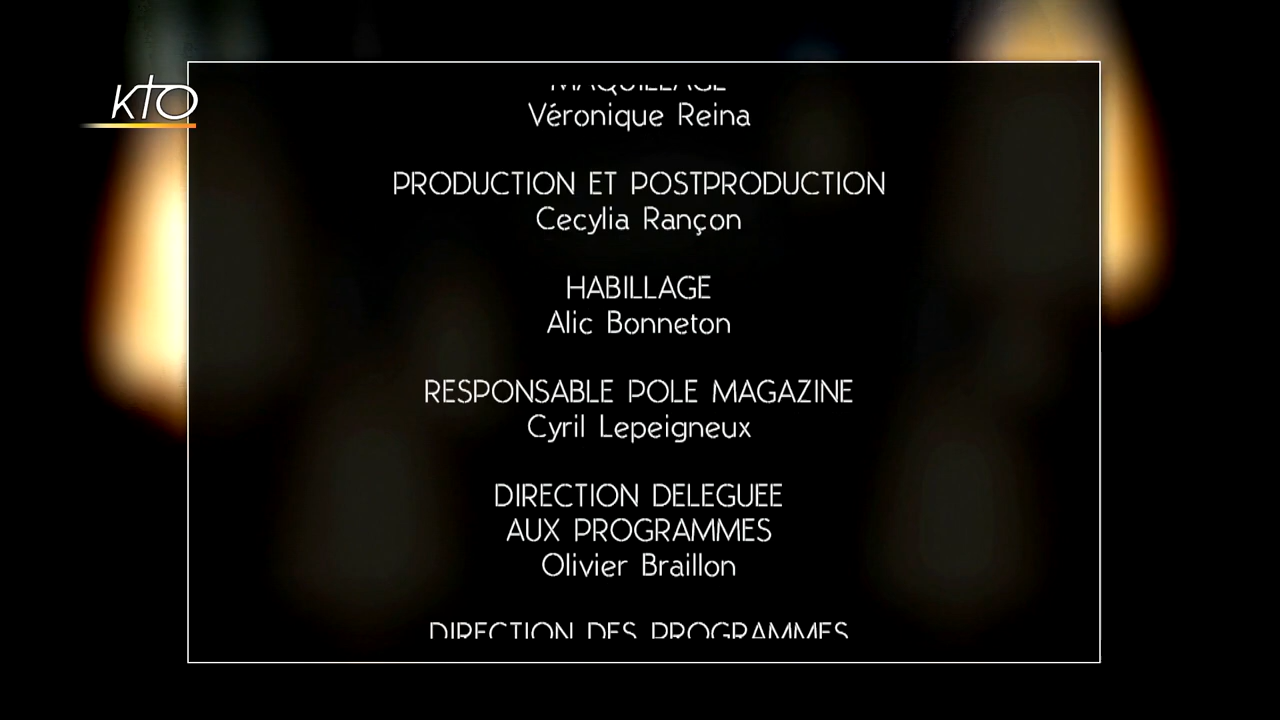 KTO
MAQUILLAGE
Véronique Reina
PRODUCTION ET POSTPRODUCTION
Cecylia Rançon
HABILLAGE
Alic Bonneton
RESPONSABLE POLE MAGAZINE
Cyril Lepeigneux
DIRECTION DELEGUEE
AUX PROGRAMMES
Olivier Braillon
DIRECTION DES PROGRAMMES